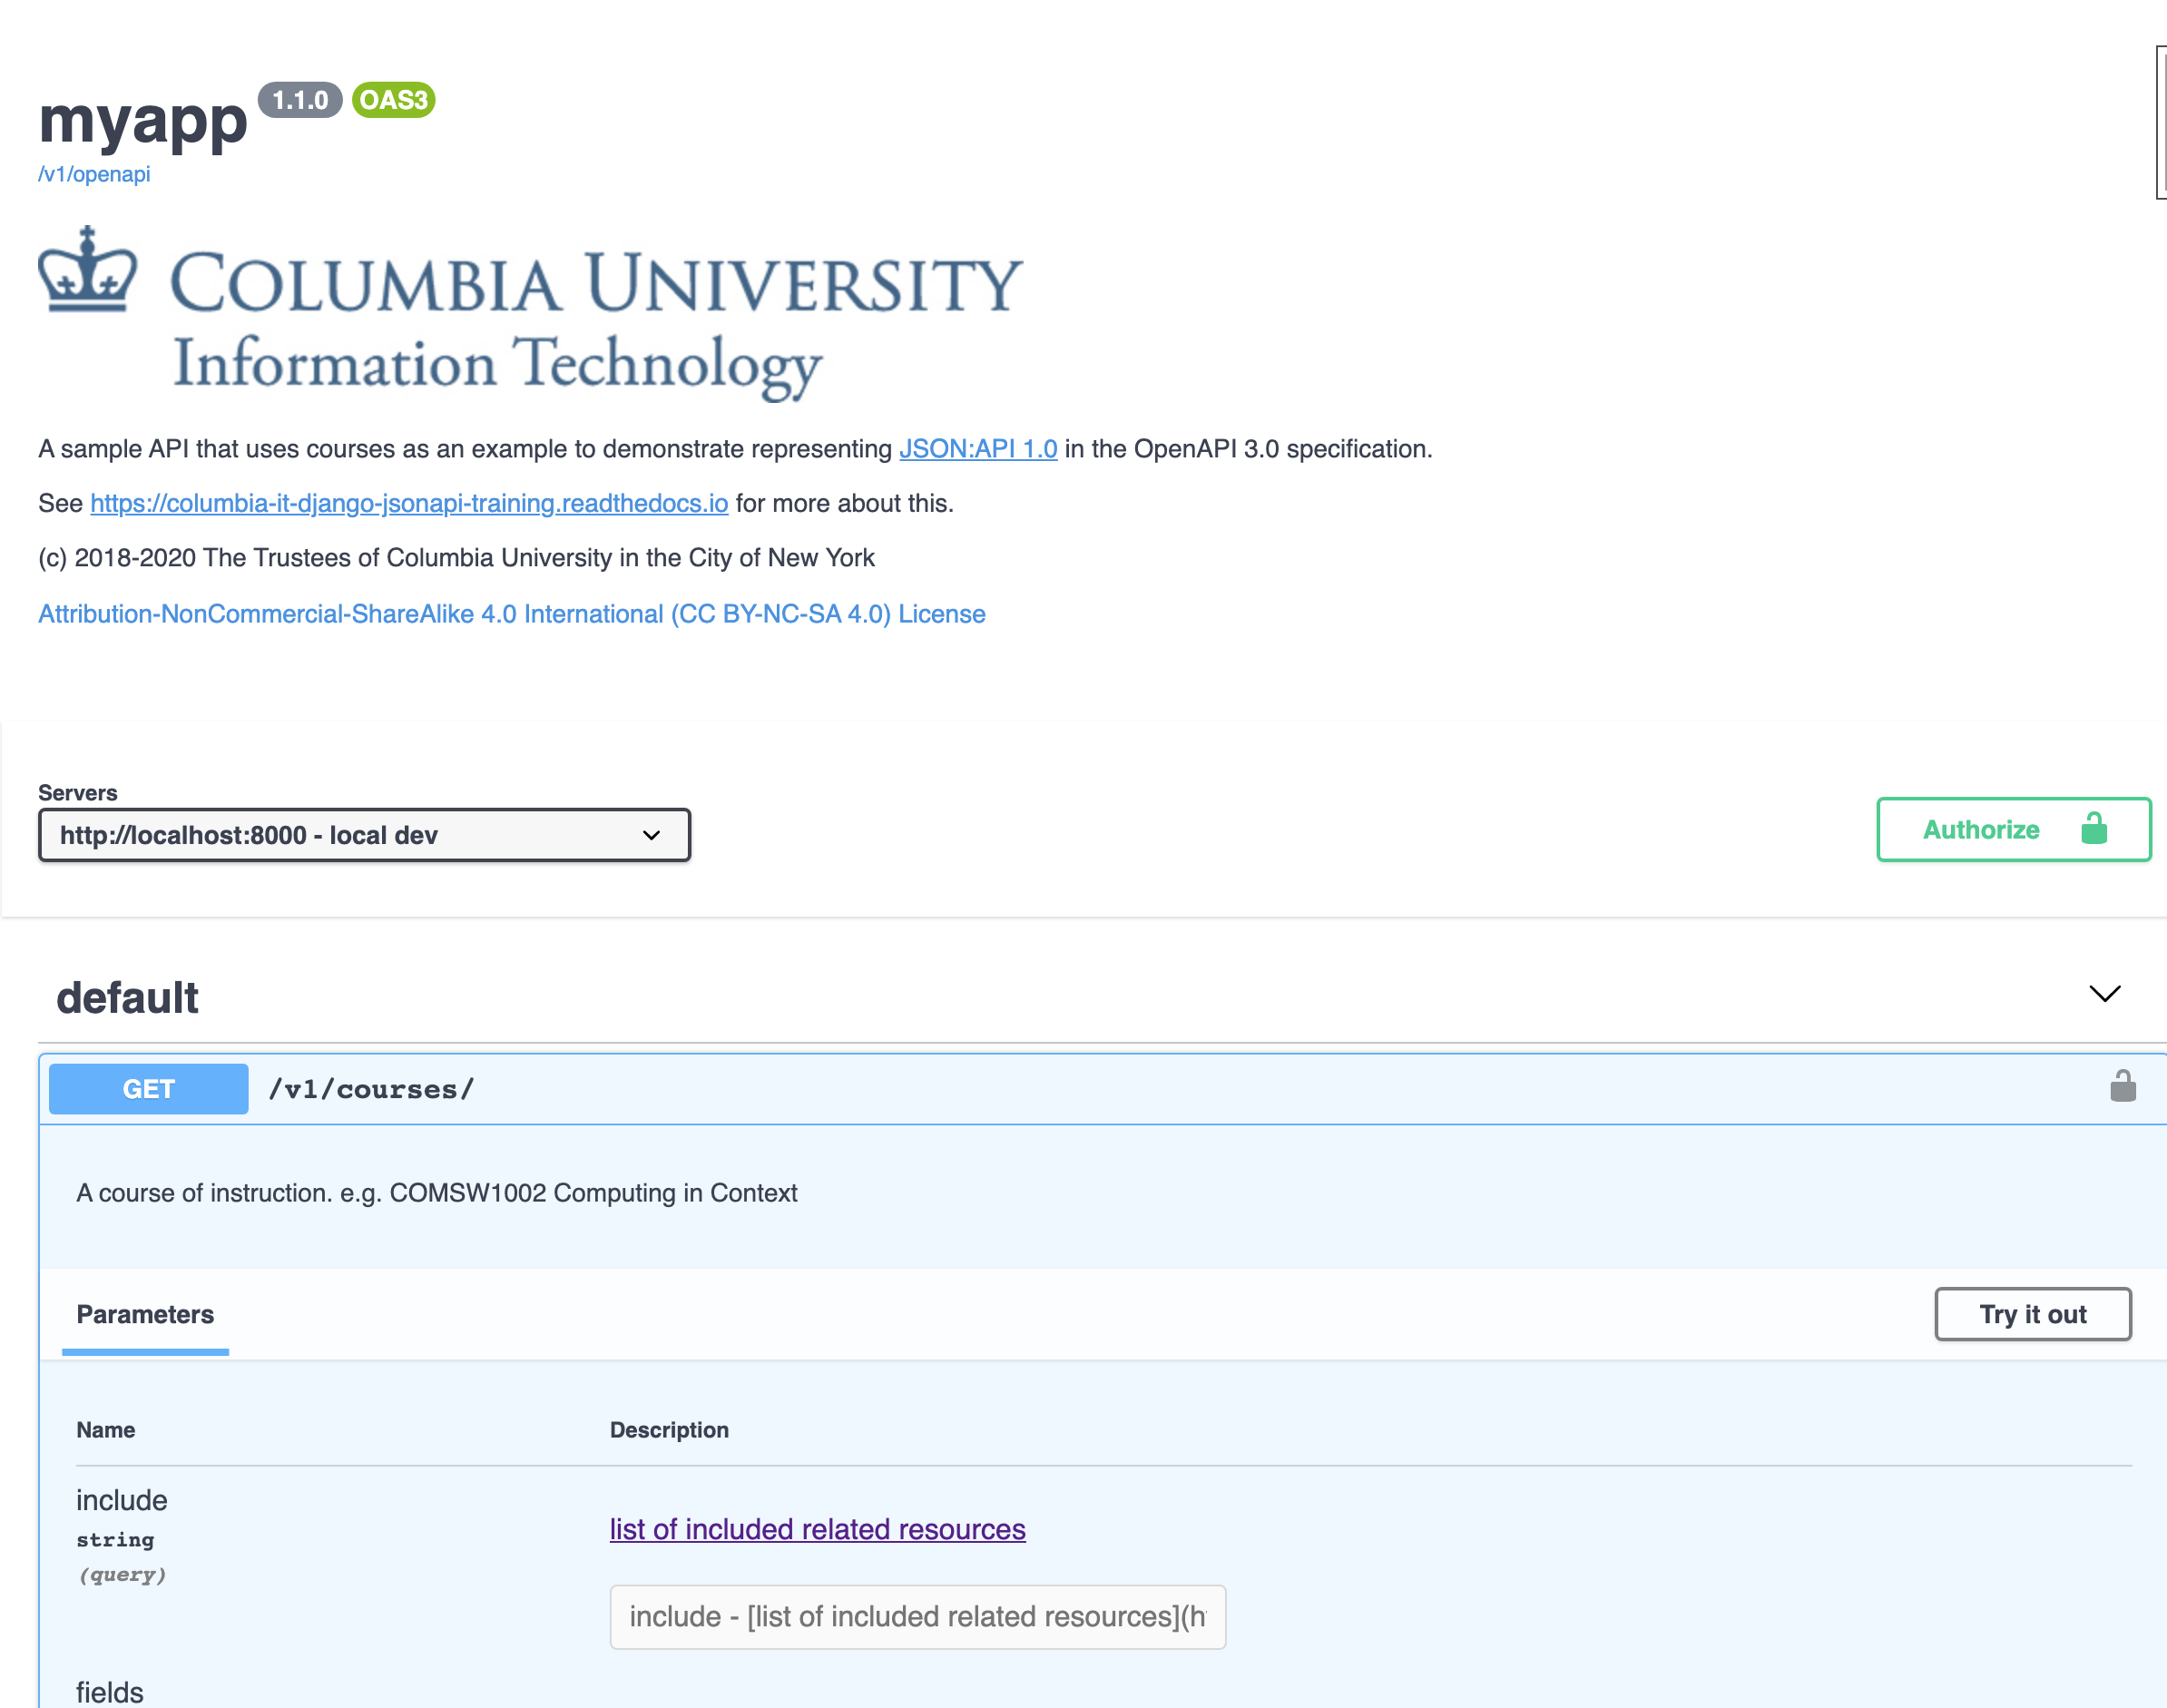 myapp 1.1.0 OAS3
/v1/openapi
COLUMBIA UNIVERSITY
Information Technology
A sample API that uses courses as an example to demonstrate representing JSON:API 1.0 in the OpenAPI 3.0 specification.
See https://columbia-it-django-jsonapi-training.readthedocs.io for more about this.
(c) 2018-2020 The Trustees of Columbia University in the City of New York
Attribution-NonCommercial-ShareAlike 4.0 International (CC BY-NC-SA 4.0) License
Servers
http://localhost:8000 - local dev
Authorize
default
GET /v1/courses/
A course of instruction. e.g. COMSW1002 Computing in Context
Parameters
Try it out
Name Description
include
string
(query)
list of included related resources
include - [list of included related resources](h
fields